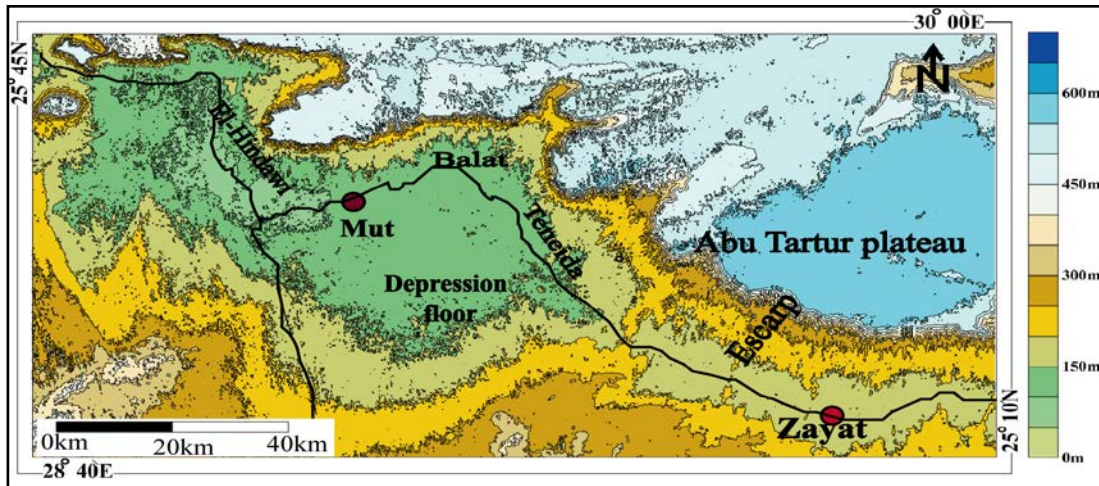 30° 00E
25° 45N
N
600m
El Hindawi
Balat
450m
Mut
Teneida
Abu Tartur plateau
Depression
floor
300m
Escarp
150m
Zayat
25° 10N
0km
20km
40km
0m
28° 40E